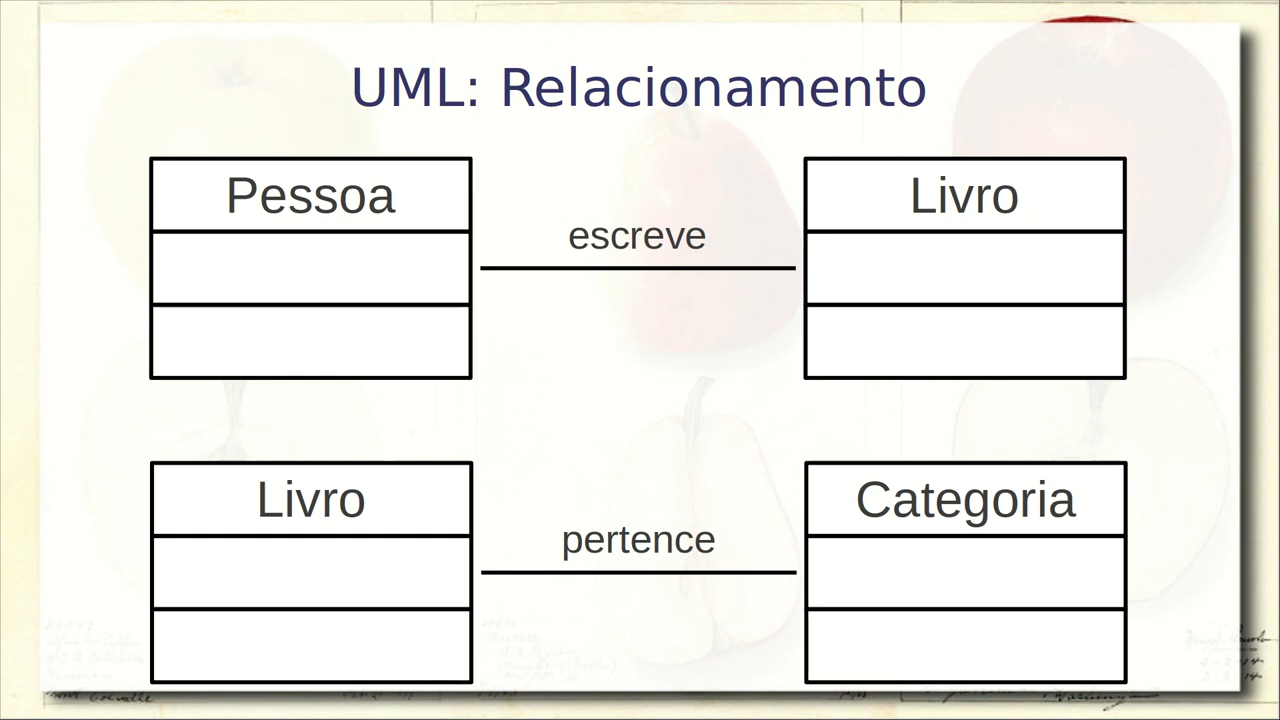 UML: Relacionamento
Pessoa
escreve
Livro
Livro
pertence
Categoria